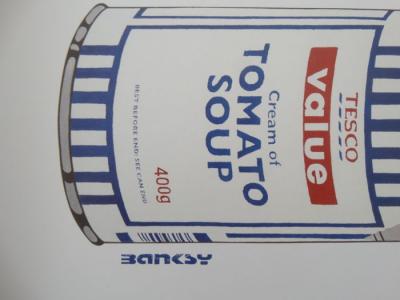 TESCO
value
Cream of
TOMATO
SOUP
400g
BEST BEFORE END: SEE CAN END
BANKSY